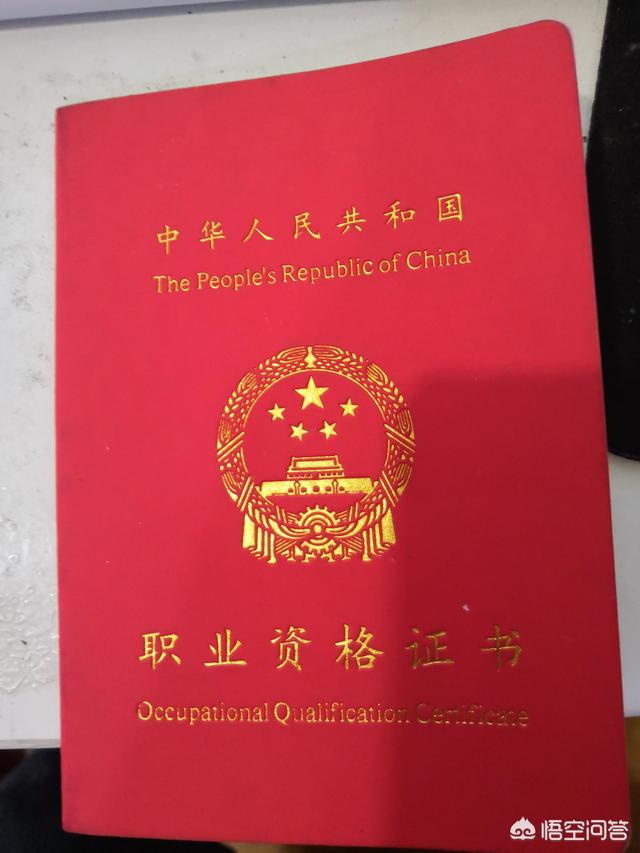 中华人民共和国
The People's Republic of China
职业资格证书
Occupational Qualification Certificate
悟空问答